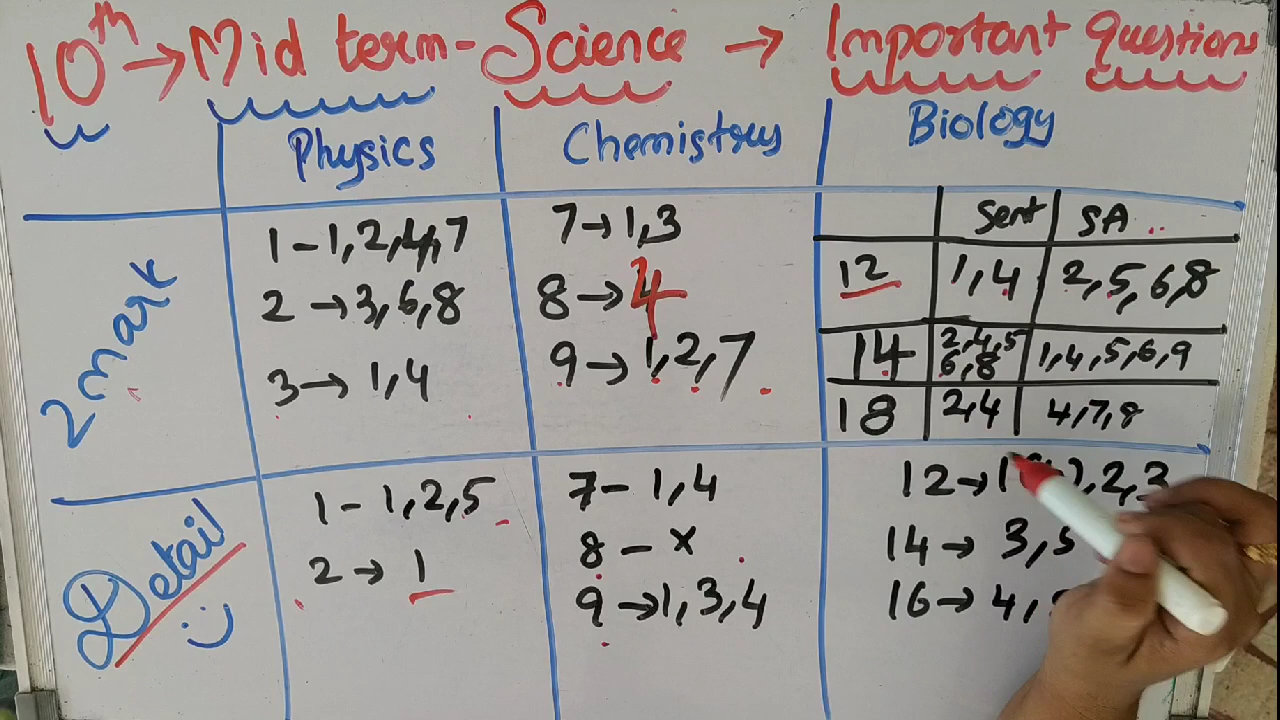 10th → Mid term - Science → Important Questions
Physics Chemistry Biology
2 mark
1 - 1,2,4,7
2 → 3,6,8
3 → 1,4
7 → 1,3
8 → 4
9 → 1,2,7
Sent SA
12 1,4 2,5,6,8
14 2,4,5 6,8 1,4,5,6,9
18 2,4 4,7,8
Detail
1 - 1,2,5
2 → 1
7 - 1,4
8 - x
9 → 1,3,4
12 → 1 ,2,3
14 → 3,5
16 → 4,